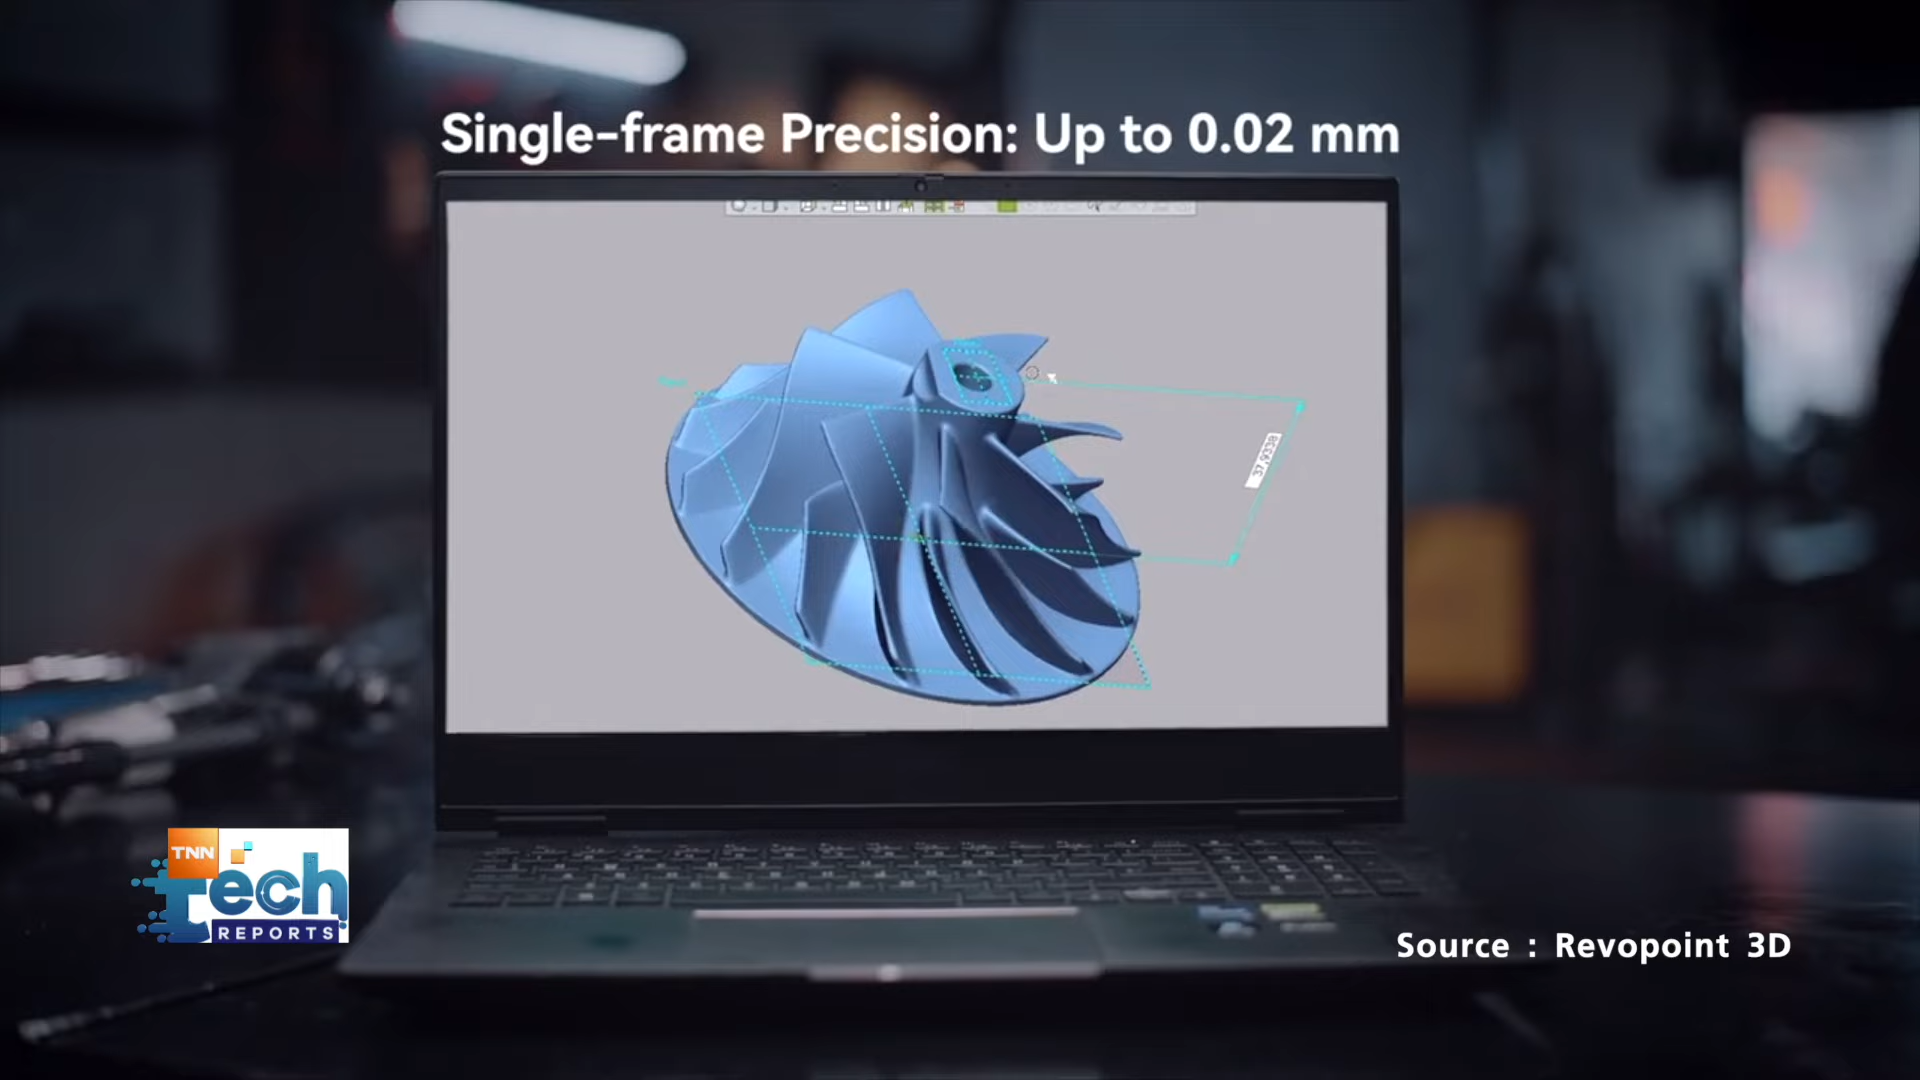 Single-frame Precision: Up to 0.02 mm
TNN
Tech
REPORTS
Source : Revopoint 3D